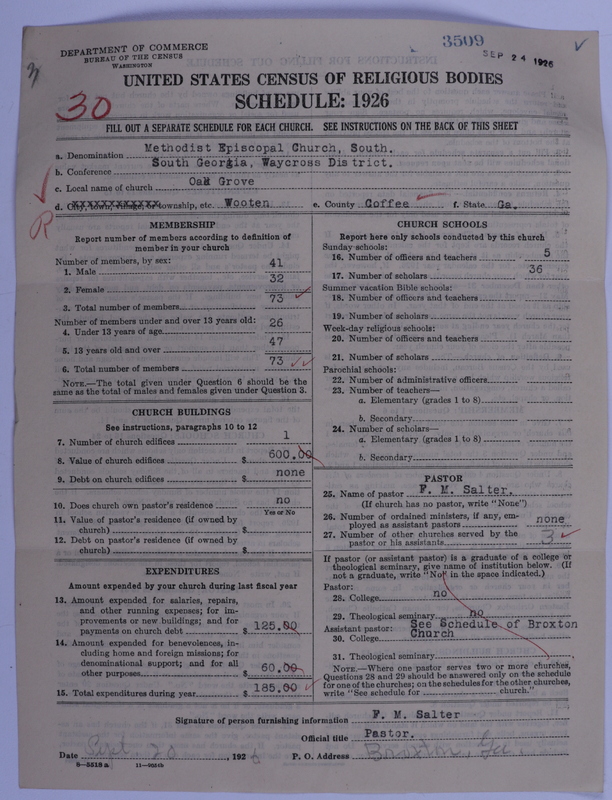 3509
SEP 24 1926
DEPARTMENT OF COMMERCE
BUREAU OF THE CENSUS
WASHINGTON
UNITED STATES CENSUS OF RELIGIOUS BODIES
30
SCHEDULE: 1926
FILL OUT A SEPARATE SCHEDULE FOR EACH CHURCH. SEE INSTRUCTIONS ON THE BACK OF THIS SHEET
a. Denomination Methodist Episcopal Church, South.
b. Conference South Georgia, Waycross District.
c. Local name of church Oak Grove
d. City, town, village, or township, etc. Wooten e. County Coffee f. State Ga.
R
MEMBERSHIP
Report number of members according to definition of member in your church
Number of members, by sex:
1. Male 41
2. Female 32
3. Total number of members 73
Number of members under and over 13 years old:
4. Under 13 years of age 26
5. 13 years old and over 47
6. Total number of members 73
NOTE.—The total given under Question 6 should be the
same as the total of males and females given under Question 3.
CHURCH BUILDINGS
See instructions, paragraphs 10 to 12
7. Number of church edifices 1
8. Value of church edifices $ 600.00
9. Debt on church edifices $ none
10. Does church own pastor's residence no
Yes or No
11. Value of pastor's residence (if owned by
church) $
12. Debt on pastor's residence (if owned by
church) $
EXPENDITURES
Amount expended by your church during last fiscal year
13. Amount expended for salaries, repairs,
and other running expenses; for im-
provements or new buildings; and for
payments on church debt $ 125.00
14. Amount expended for benevolences, in-
cluding home and foreign missions; for
denominational support; and for all
other purposes $ 60.00
15. Total expenditures during year $ 185.00
CHURCH SCHOOLS
Report here only schools conducted by this church
Sunday schools:
16. Number of officers and teachers 5
17. Number of scholars 36
Summer vacation Bible schools:
18. Number of officers and teachers
19. Number of scholars
Week-day religious schools:
20. Number of officers and teachers
21. Number of scholars
Parochial schools:
22. Number of administrative officers
23. Number of teachers—
a. Elementary (grades 1 to 8)
b. Secondary
24. Number of scholars—
a. Elementary (grades 1 to 8)
b. Secondary
PASTOR
25. Name of pastor F. M. Salter.
(If church has no pastor, write "None")
26. Number of ordained ministers, if any, em-
ployed as assistant pastors none
27. Number of other churches served by the
pastor or his assistants 3
If pastor (or assistant pastor) is a graduate of a college or
theological seminary, give name of institution below. (If
not a graduate, write "No" in the space indicated.)
Pastor:
28. College no
29. Theological seminary no
Assistant pastor: See Schedule of Broxton
30. College Church
31. Theological seminary
NOTE.—Where one pastor serves two or more churches,
Questions 28 and 29 should be answered only on the schedule
for one of the churches; on the schedules for the other churches,
write "See schedule for church."
Signature of person furnishing information F. M. Salter
Official title Pastor.
Date Sept. 20, 1926 P. O. Address Broxton, Ga.
8—5518 a